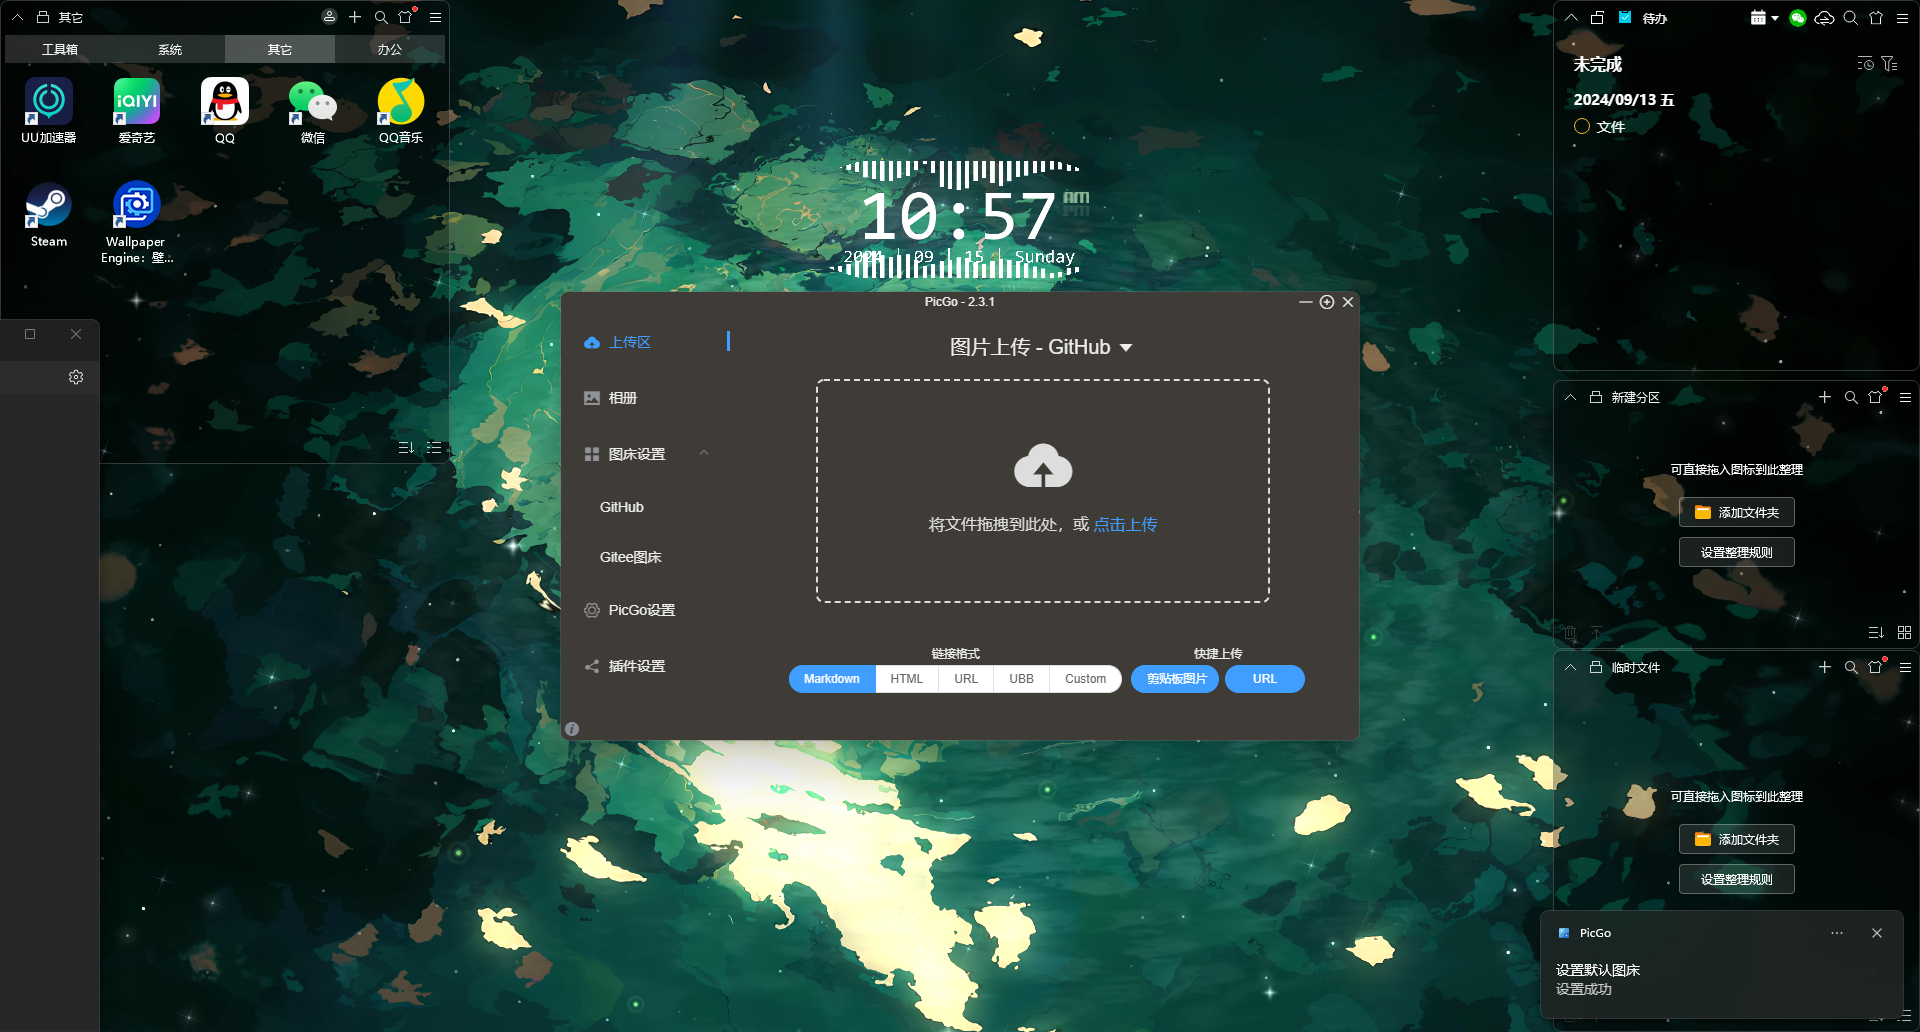 其它
工具箱
系统
其它
办公
UU加速器
iQIYI
爱奇艺
QQ
微信
QQ音乐
Steam
Wallpaper
Engine：壁...
10:57 AM
2024 | 09 | 15 | Sunday
PicGo - 2.3.1
上传区
相册
图床设置
GitHub
Gitee图床
PicGo设置
插件设置
图片上传 - GitHub
将文件拖拽到此处，或 点击上传
链接格式
快捷上传
Markdown
HTML
URL
UBB
Custom
剪贴板图片
URL
待办
未完成
2024/09/13 五
文件
新建分区
可直接拖入图标到此整理
添加文件夹
设置整理规则
临时文件
可直接拖入图标到此整理
添加文件夹
设置整理规则
PicGo
设置默认图床
设置成功